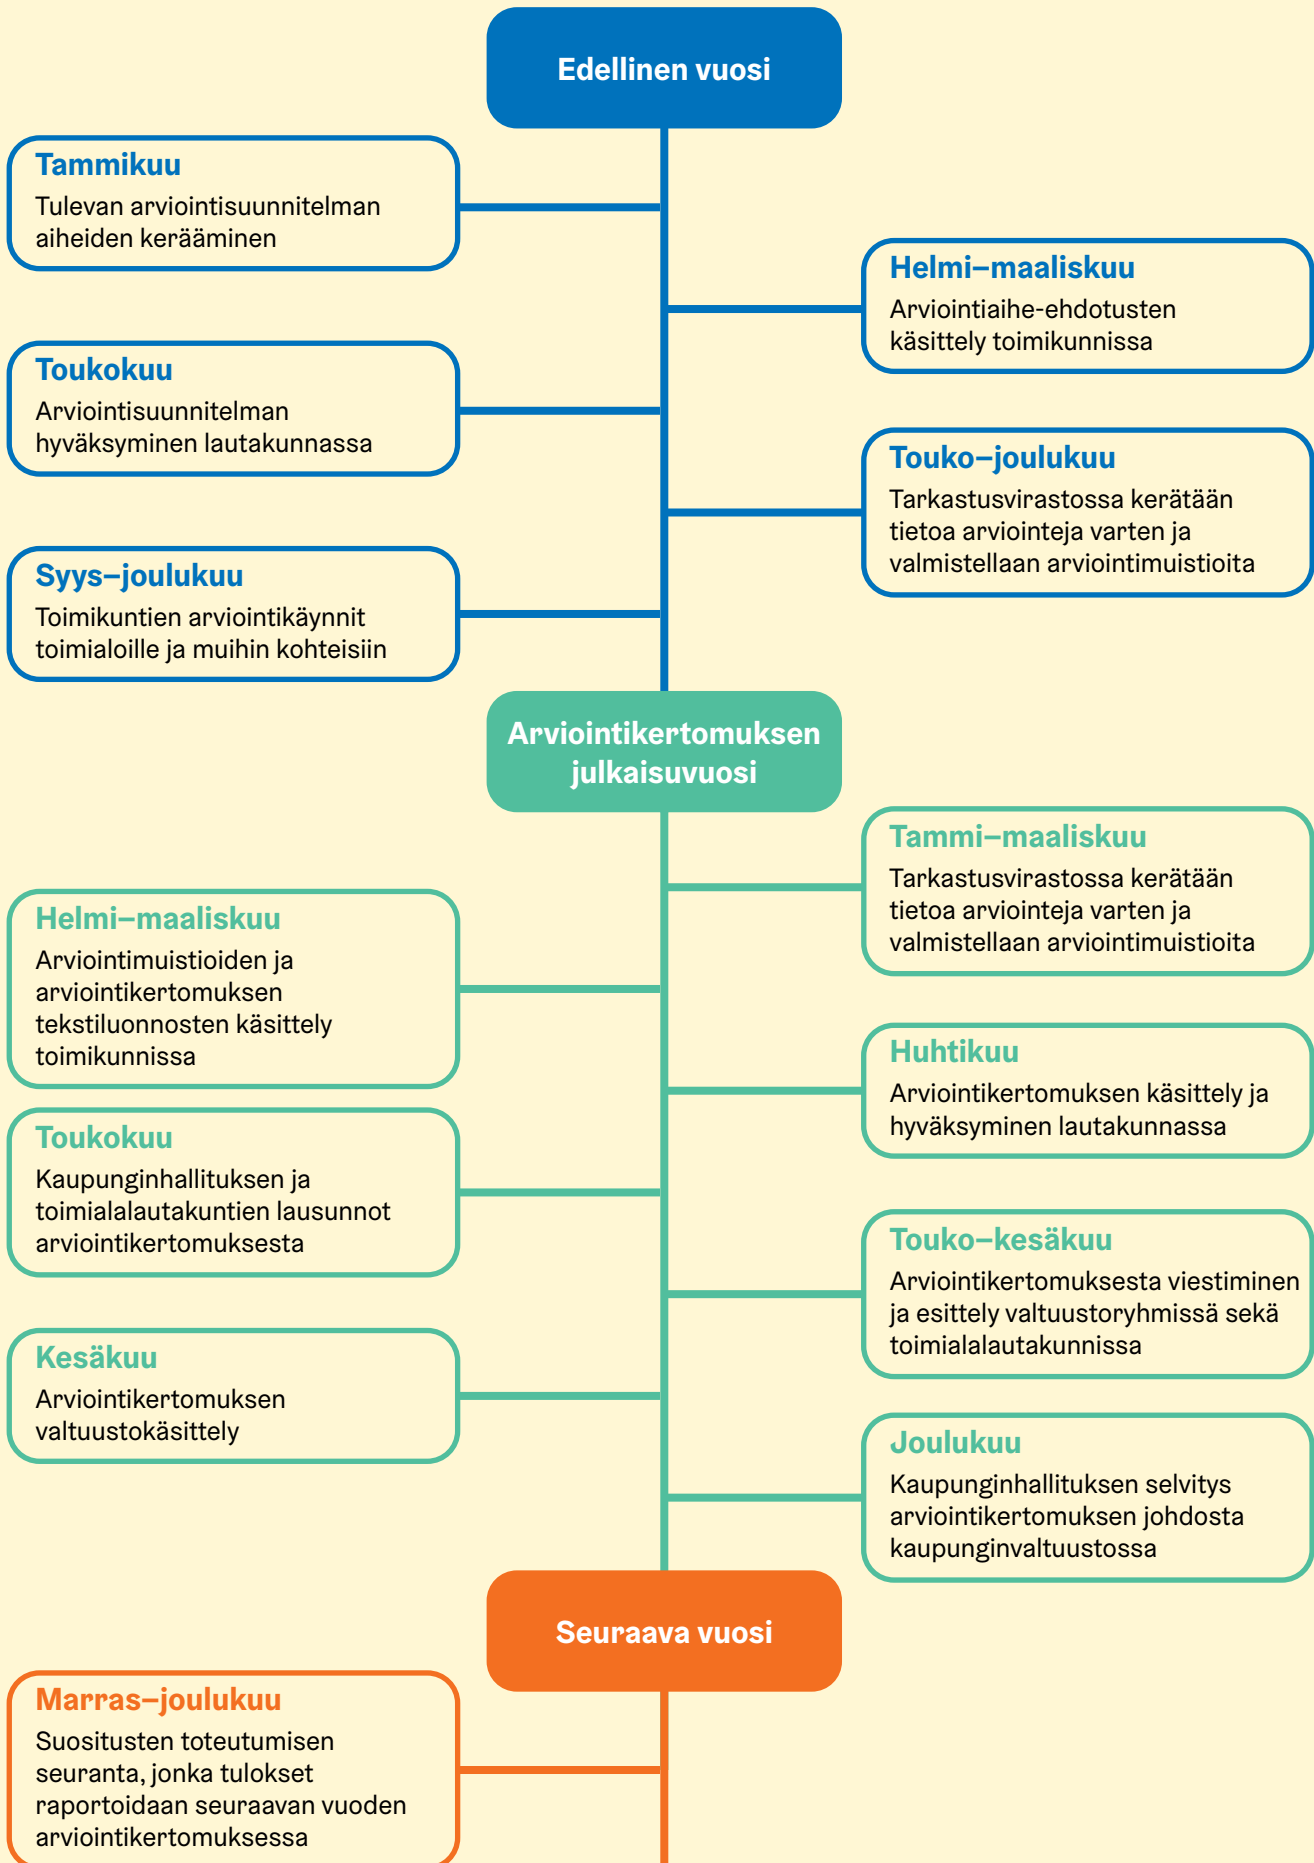 Edellinen vuosi
Tammikuu
Tulevan arviointisuunnitelman
aiheiden kerääminen
Helmi–maaliskuu
Arviointiaihe-ehdotusten
käsittely toimikunnissa
Toukokuu
Arviointisuunnitelman
hyväksyminen lautakunnassa
Touko–joulukuu
Tarkastusvirastossa kerätään
tietoa arviointeja varten ja
valmistellaan arviointimuistioita
Syys–joulukuu
Toimikuntien arviointikäynnit
toimialoille ja muihin kohteisiin
Arviointikertomuksen
julkaisuvuosi
Tammi–maaliskuu
Tarkastusvirastossa kerätään
tietoa arviointeja varten ja
valmistellaan arviointimuistioita
Helmi–maaliskuu
Arviointimuistioiden ja
arviointikertomuksen
tekstiluonnosten käsittely
toimikunnissa
Huhtikuu
Arviointikertomuksen käsittely ja
hyväksyminen lautakunnassa
Toukokuu
Kaupunginhallituksen ja
toimialalautakuntien lausunnot
arviointikertomuksesta
Touko–kesäkuu
Arviointikertomuksesta viestiminen
ja esittely valtuustoryhmissä sekä
toimialalautakunnissa
Kesäkuu
Arviointikertomuksen
valtuustokäsittely
Joulukuu
Kaupunginhallituksen selvitys
arviointikertomuksen johdosta
kaupunginvaltuustossa
Seuraava vuosi
Marras–joulukuu
Suositusten toteutumisen
seuranta, jonka tulokset
raportoidaan seuraavan vuoden
arviointikertomuksessa